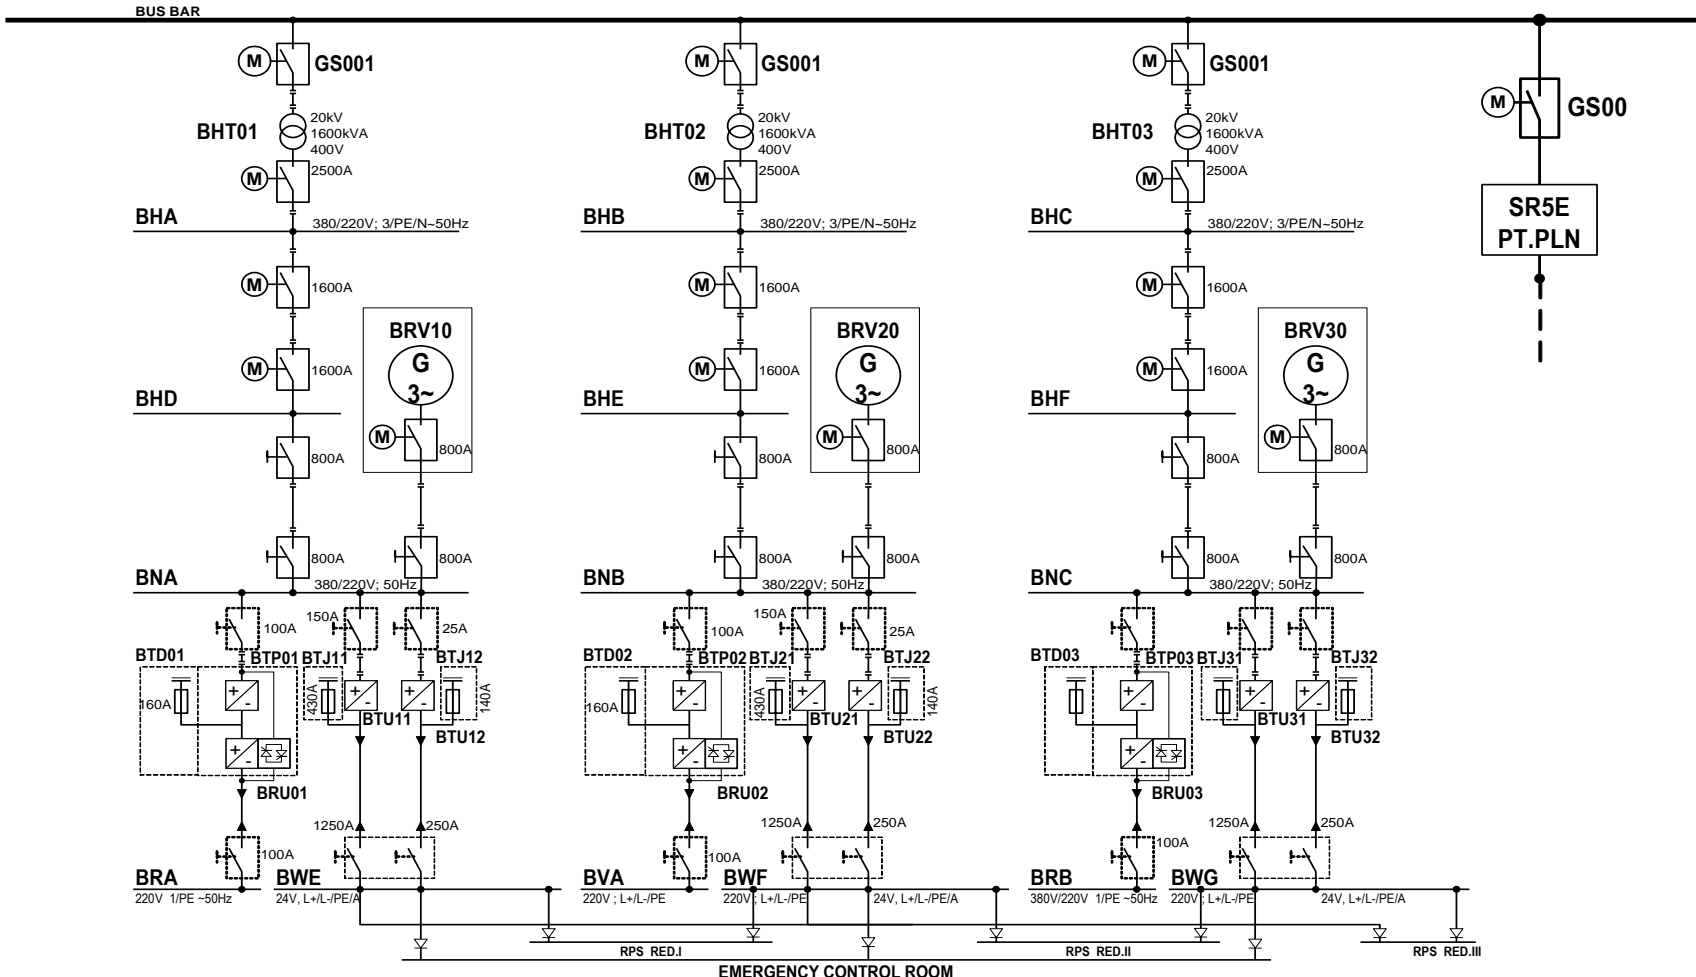 BUS BAR
M GS001 M GS001 M GS001
M GS00
BHT01 20kV 1600kVA 400V
BHT02 20kV 1600kVA 400V
BHT03 20kV 1600kVA 400V
M 2500A M 2500A M 2500A
SR5E
PT.PLN
BHA 380/220V; 3/PE/N~50Hz
BHB 380/220V; 3/PE/N~50Hz
BHC 380/220V; 3/PE/N~50Hz
M 1600A M 1600A M 1600A
BRV10 BRV20 BRV30
G G G
3~ 3~ 3~
M 1600A M 1600A M 1600A
BHD BHE BHF
M M M
800A 800A 800A 800A 800A 800A
800A 800A 800A 800A 800A 800A
BNA 380/220V; 50Hz
BNB 380/220V; 50Hz
BNC 380/220V; 50Hz
100A 150A 25A 100A 150A 25A
BTD01 BTP01 BTJ11 BTJ12 BTD02 BTP02 BTJ21 BTJ22 BTD03 BTP03 BTJ31 BTJ32
160A + - 430A + - + - 140A 160A + - 430A + - + - 140A + - + - + -
BTU11 BTU21 BTU31
BTU12 BTU22 BTU32
+ - + - + -
BRU01 BRU02 BRU03
1250A 250A 1250A 250A 1250A 250A
100A 100A 100A
BRA BWE BVA BWF BRB BWG
220V 1/PE ~50Hz 24V, L+/L-/PE/A 220V ; L+/L-/PE 220V ; L+/L-/PE 24V, L+/L-/PE/A 380V/220V 1/PE ~50Hz 220V ; L+/L-/PE 24V, L+/L-/PE/A
RPS RED.I RPS RED.II RPS RED.III
EMERGENCY CONTROL ROOM